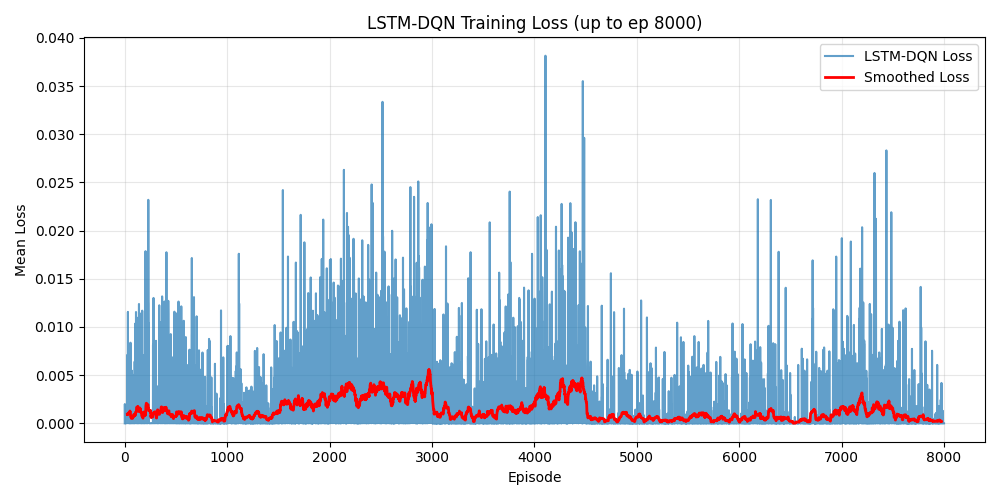 LSTM-DQN Training Loss (up to ep 8000)
0.040
0.035
0.030
0.025
0.020
0.015
0.010
0.005
0.000
Mean Loss
LSTM-DQN Loss
Smoothed Loss
0 1000 2000 3000 4000 5000 6000 7000 8000
Episode